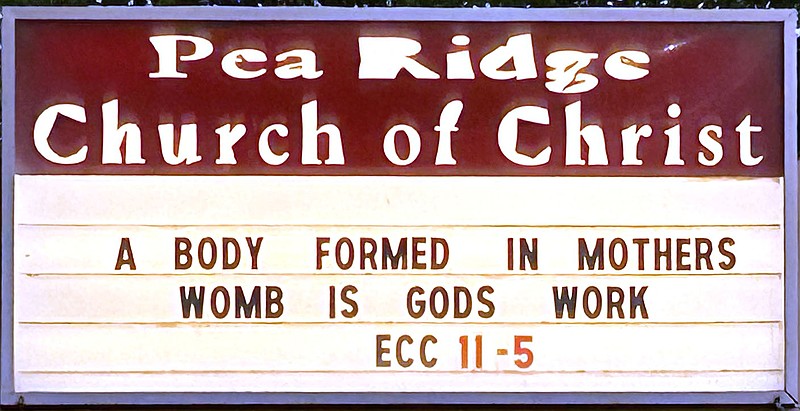 Pea Ridge
Church of Christ
A BODY FORMED IN MOTHERS
WOMB IS GODS WORK
ECC 11-5